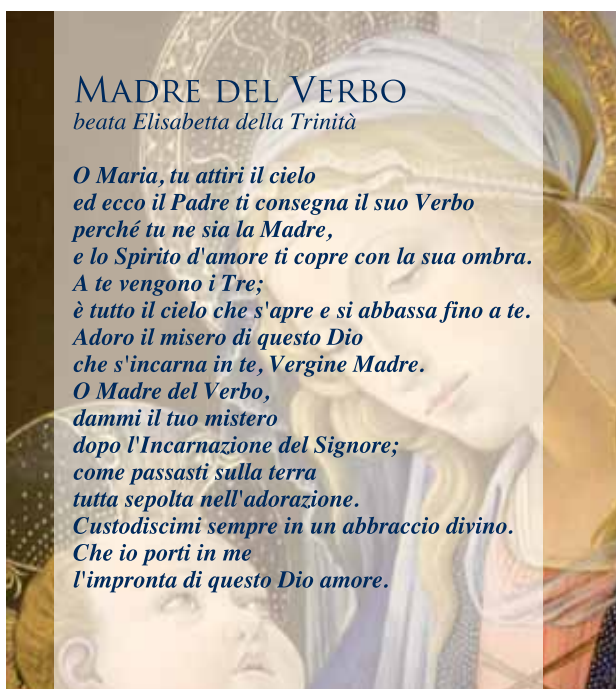 MADRE DEL VERBO
beata Elisabetta della Trinità
O Maria, tu attiri il cielo
ed ecco il Padre ti consegna il suo Verbo
perché tu ne sia la Madre,
e lo Spirito d'amore ti copre con la sua ombra.
A te vengono i Tre;
è tutto il cielo che s'apre e si abbassa fino a te.
Adoro il misero di questo Dio
che s'incarna in te, Vergine Madre.
O Madre del Verbo,
dammi il tuo mistero
dopo l'Incarnazione del Signore;
come passasti sulla terra
tutta sepolta nell'adorazione.
Custodiscimi sempre in un abbraccio divino.
Che io porti in me
l'impronta di questo Dio amore.